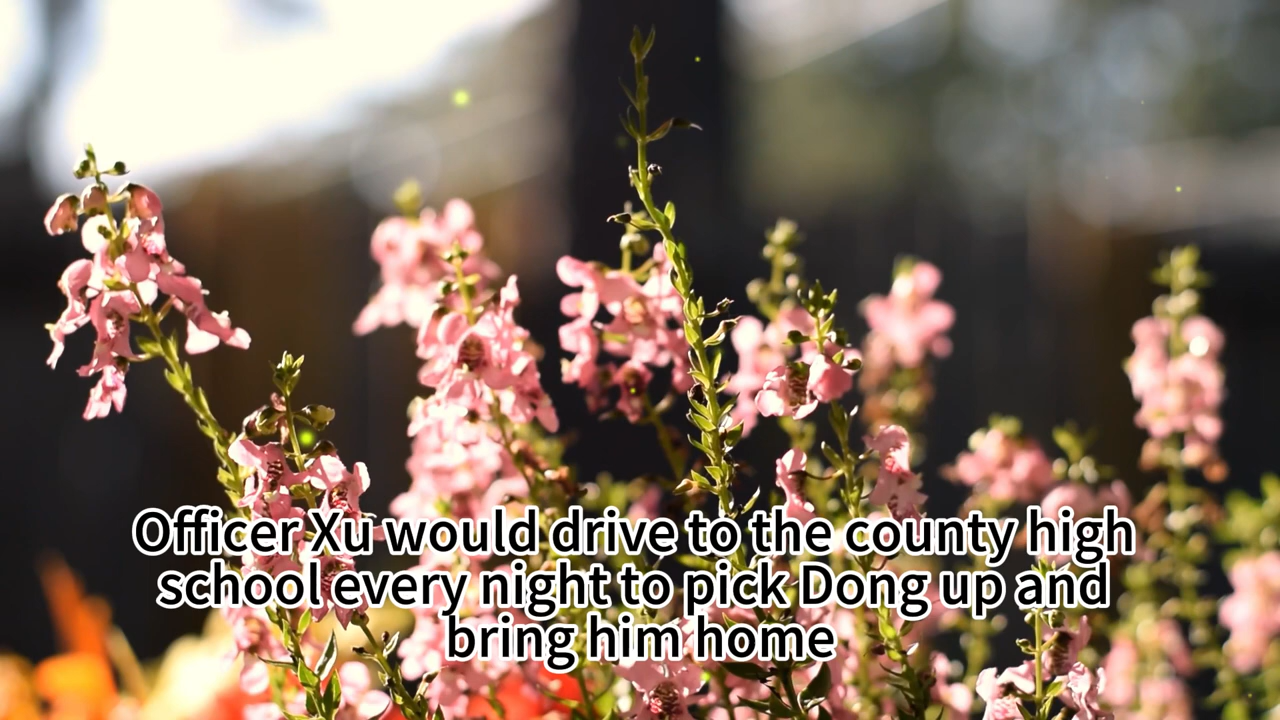 Officer Xu would drive to the county high
school every night to pick Dong up and
bring him home